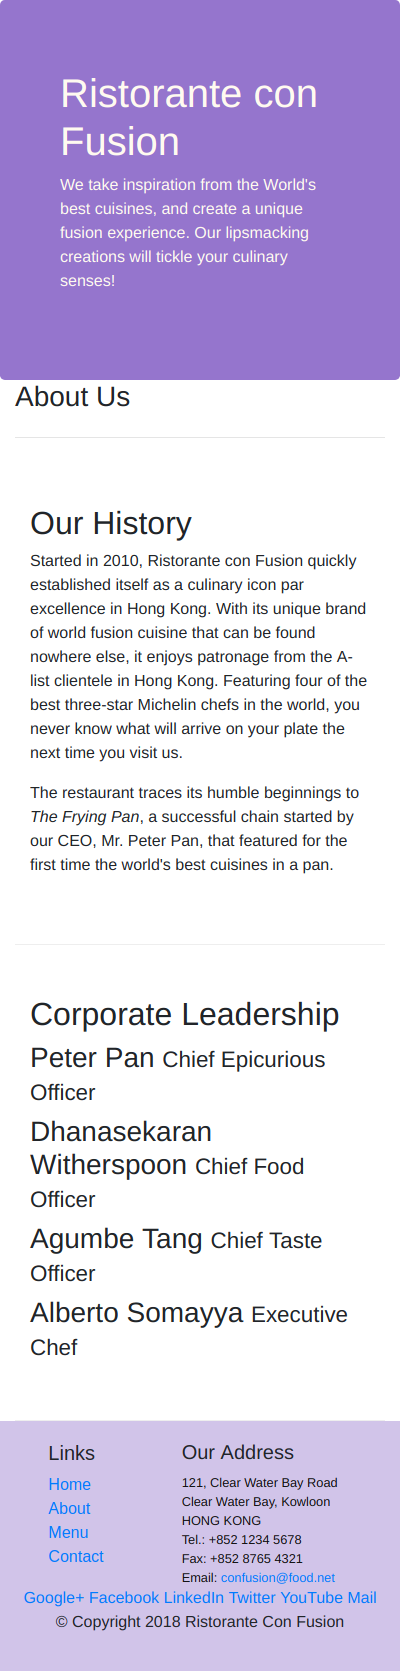 Ristorante con
Fusion
We take inspiration from the World's
best cuisines, and create a unique
fusion experience. Our lipsmacking
creations will tickle your culinary
senses!
About Us
Our History
Started in 2010, Ristorante con Fusion quickly
established itself as a culinary icon par
excellence in Hong Kong. With its unique brand
of world fusion cuisine that can be found
nowhere else, it enjoys patronage from the A-
list clientele in Hong Kong. Featuring four of the
best three-star Michelin chefs in the world, you
never know what will arrive on your plate the
next time you visit us.
The restaurant traces its humble beginnings to
The Frying Pan, a successful chain started by
our CEO, Mr. Peter Pan, that featured for the
first time the world's best cuisines in a pan.
Corporate Leadership
Peter Pan Chief Epicurious
Officer
Dhanasekaran
Witherspoon Chief Food
Officer
Agumbe Tang Chief Taste
Officer
Alberto Somayya Executive
Chef
Links
Home
About
Menu
Contact
Our Address
121, Clear Water Bay Road
Clear Water Bay, Kowloon
HONG KONG
Tel.: +852 1234 5678
Fax: +852 8765 4321
Email: confusion@food.net
Google+ Facebook LinkedIn Twitter YouTube Mail
© Copyright 2018 Ristorante Con Fusion